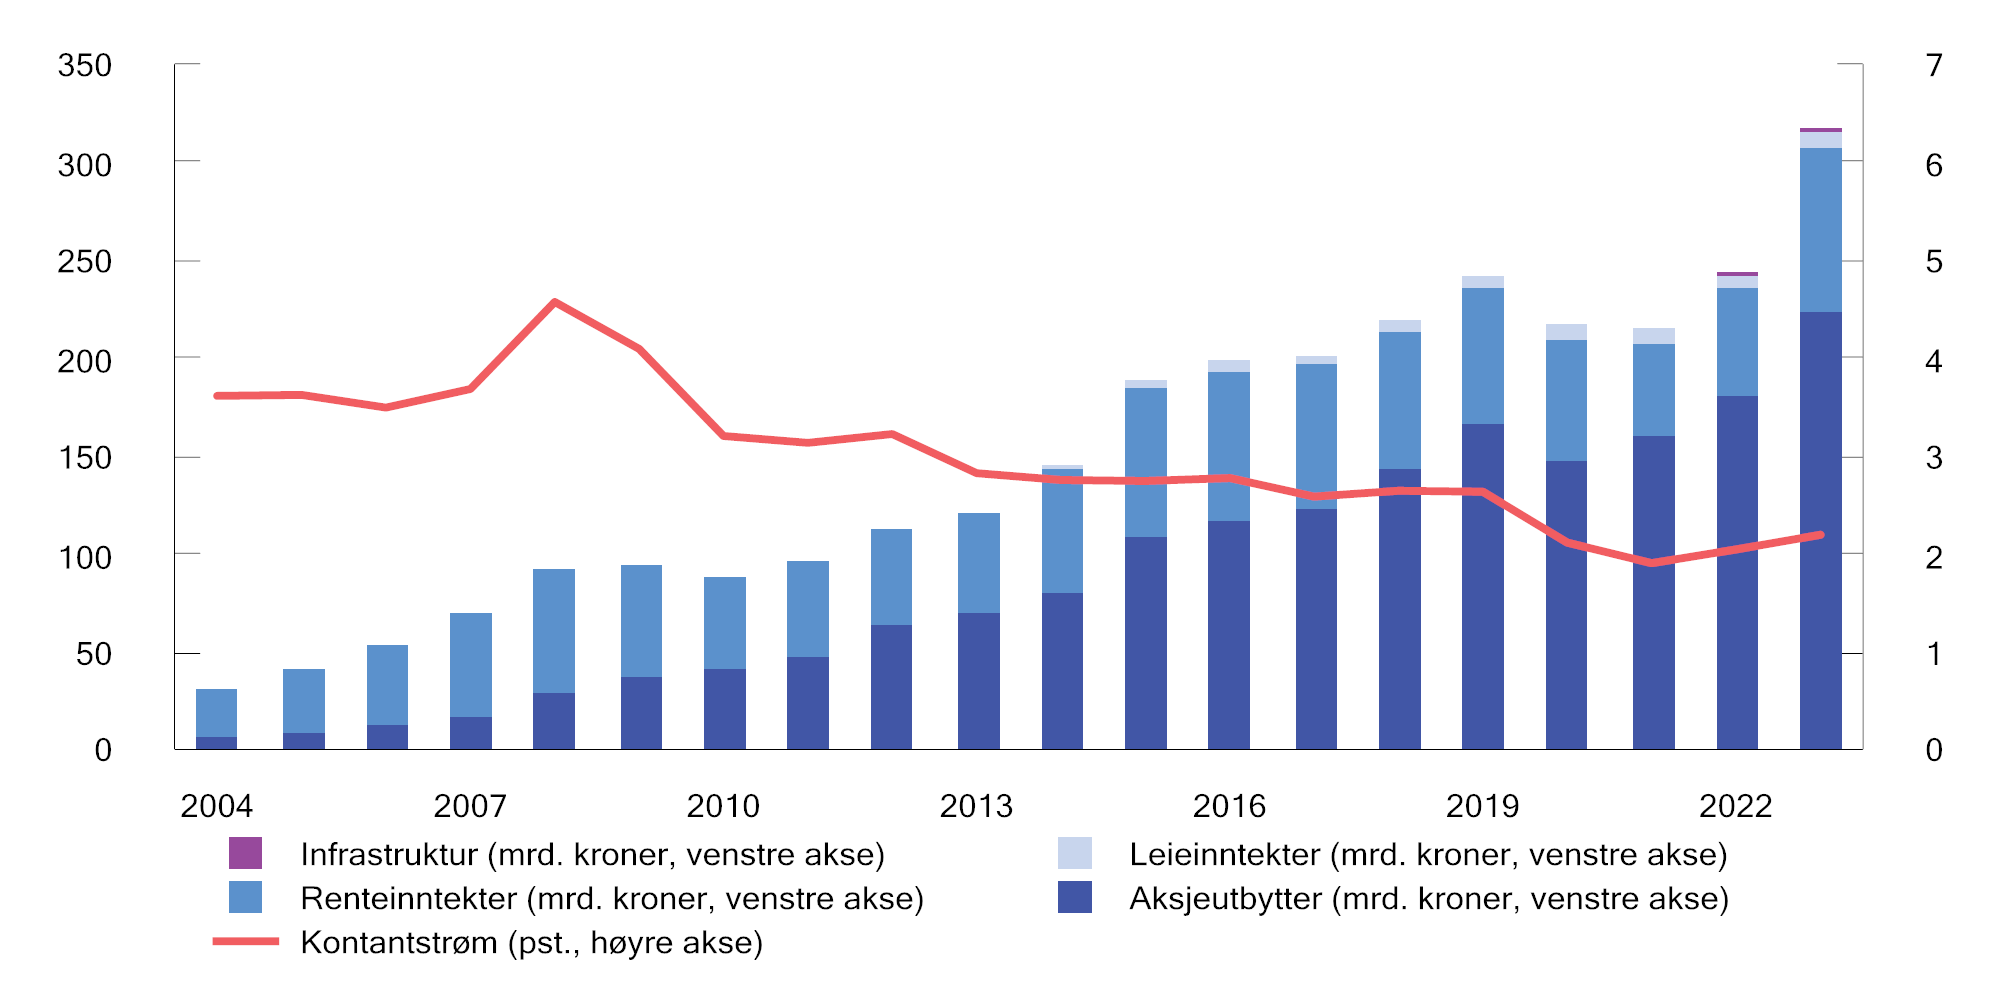 350 7
300 6
250 5
200 4
150 3
100 2
50 1
0 0
2004 2007 2010 2013 2016 2019 2022
Infrastruktur (mrd. kroner, venstre akse) Leieinntekter (mrd. kroner, venstre akse)
Renteinntekter (mrd. kroner, venstre akse) Aksjeutbytter (mrd. kroner, venstre akse)
Kontantstrøm (pst., høyre akse)